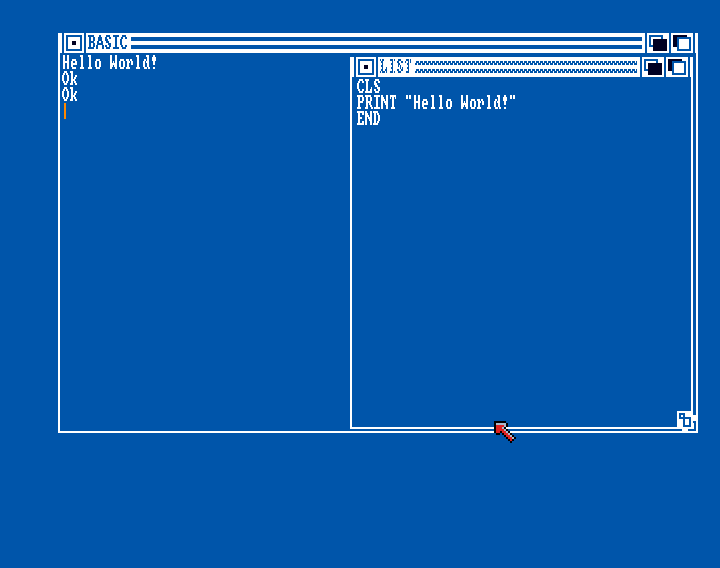 BASIC
Hello World!
Ok
Ok
LIST
CLS
PRINT "Hello World!"
END